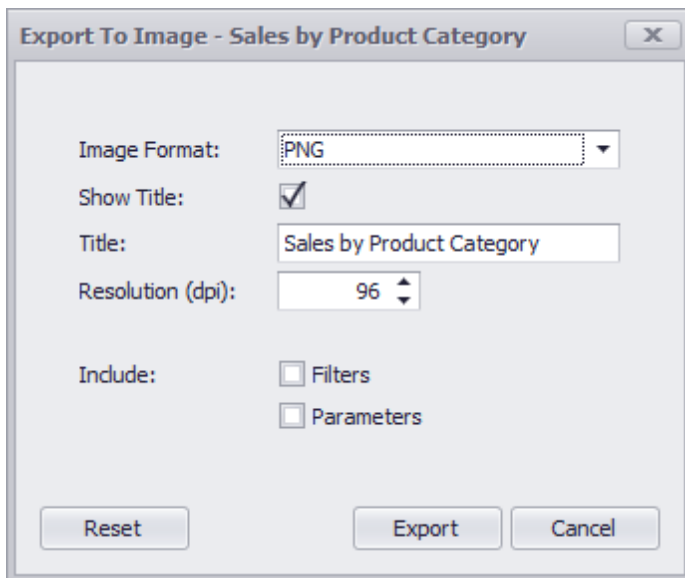 Export To Image - Sales by Product Category
Image Format: PNG
Show Title:
Title: Sales by Product Category
Resolution (dpi): 96
Include: Filters
Parameters
Reset Export Cancel